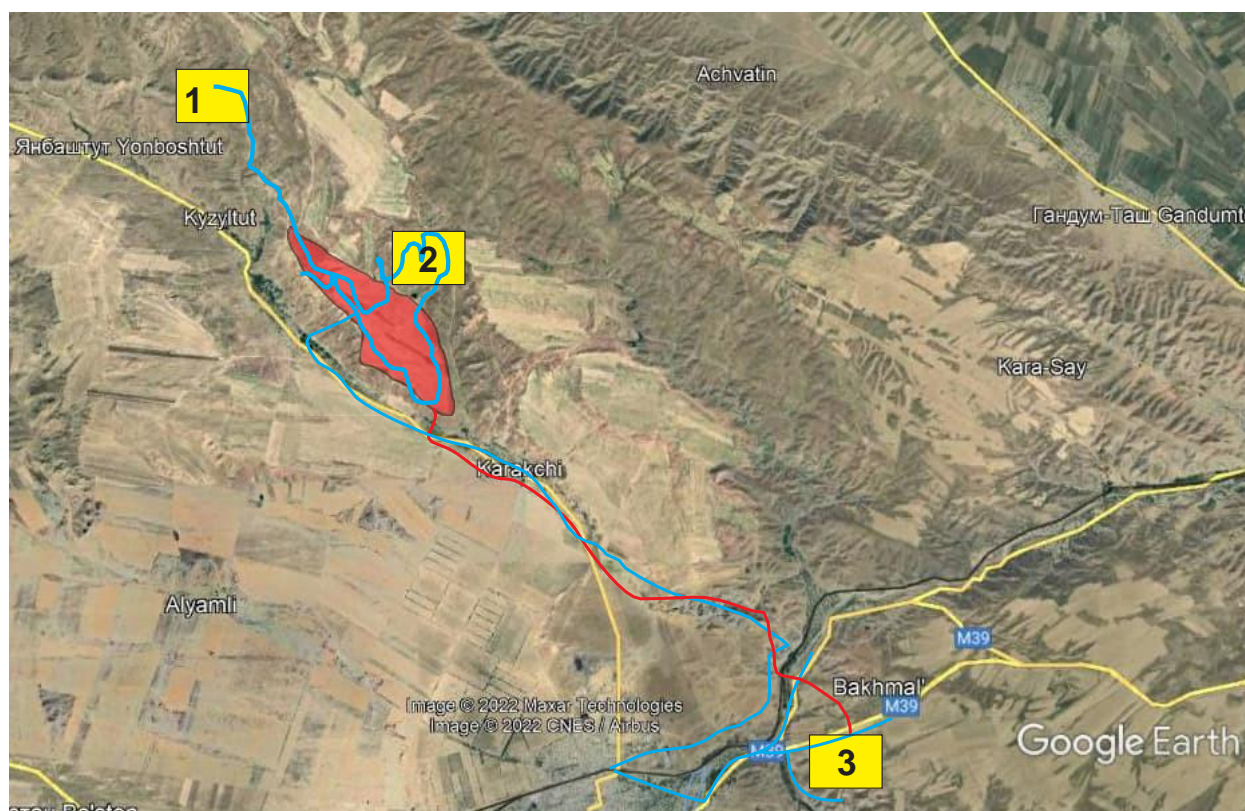 Achvatin
1
Янбаштут Yonboshtut
Kyzyltut
Гандум-Таш Gandumt
2
Kara-Say
Karakchi
Alyamli
M39
Bakhmal'
M39
Image © 2022 Maxar Technologies
Image © 2022 CNES / Airbus
M39
3
Google Earth